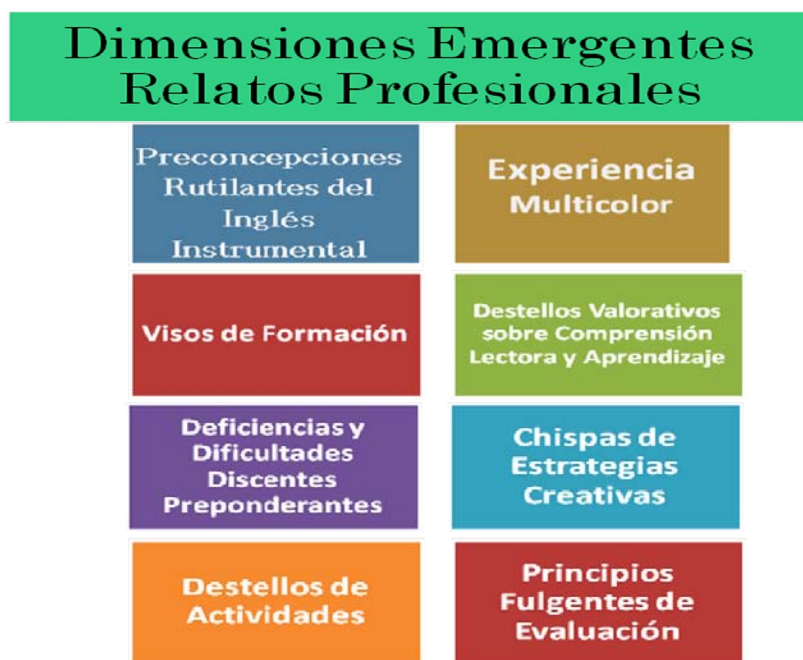 Dimensiones Emergentes
Relatos Profesionales
Preconcepciones
Rutilantes del
Inglés
Instrumental
Experiencia
Multicolor
Visos de Formación
Destellos Valorativos
sobre Comprensión
Lectora y Aprendizaje
Deficiencias y
Dificultades
Discentes
Preponderantes
Chispas de
Estrategias
Creativas
Destellos de
Actividades
Principios
Fulgentes de
Evaluación